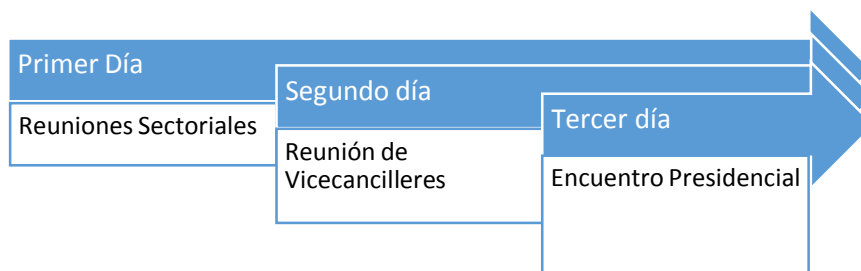 Primer Día
Reuniones Sectoriales
Segundo día
Reunión de
Vicecancilleres
Tercer día
Encuentro Presidencial